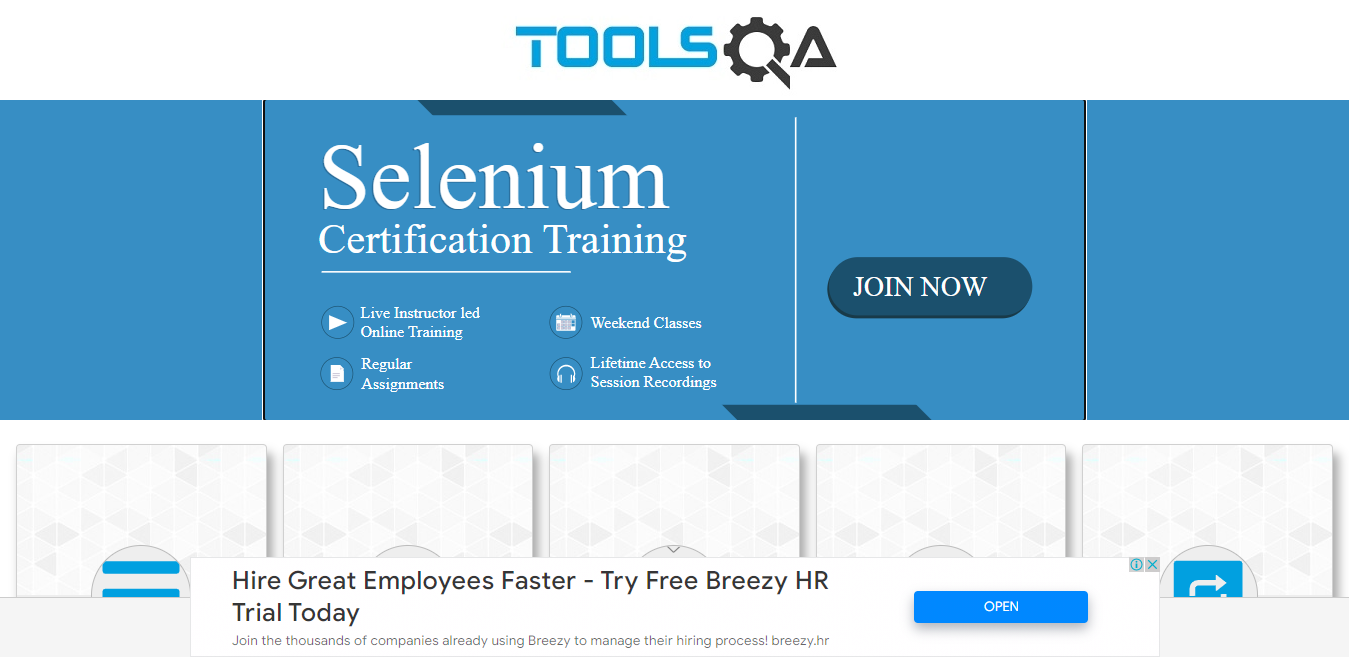 TOOLSQA
Selenium
Certification Training
JOIN NOW
Live Instructor led
Online Training
Weekend Classes
Regular
Assignments
Lifetime Access to
Session Recordings
Hire Great Employees Faster - Try Free Breezy HR
Trial Today
OPEN
Join the thousands of companies already using Breezy to manage their hiring process! breezy.hr